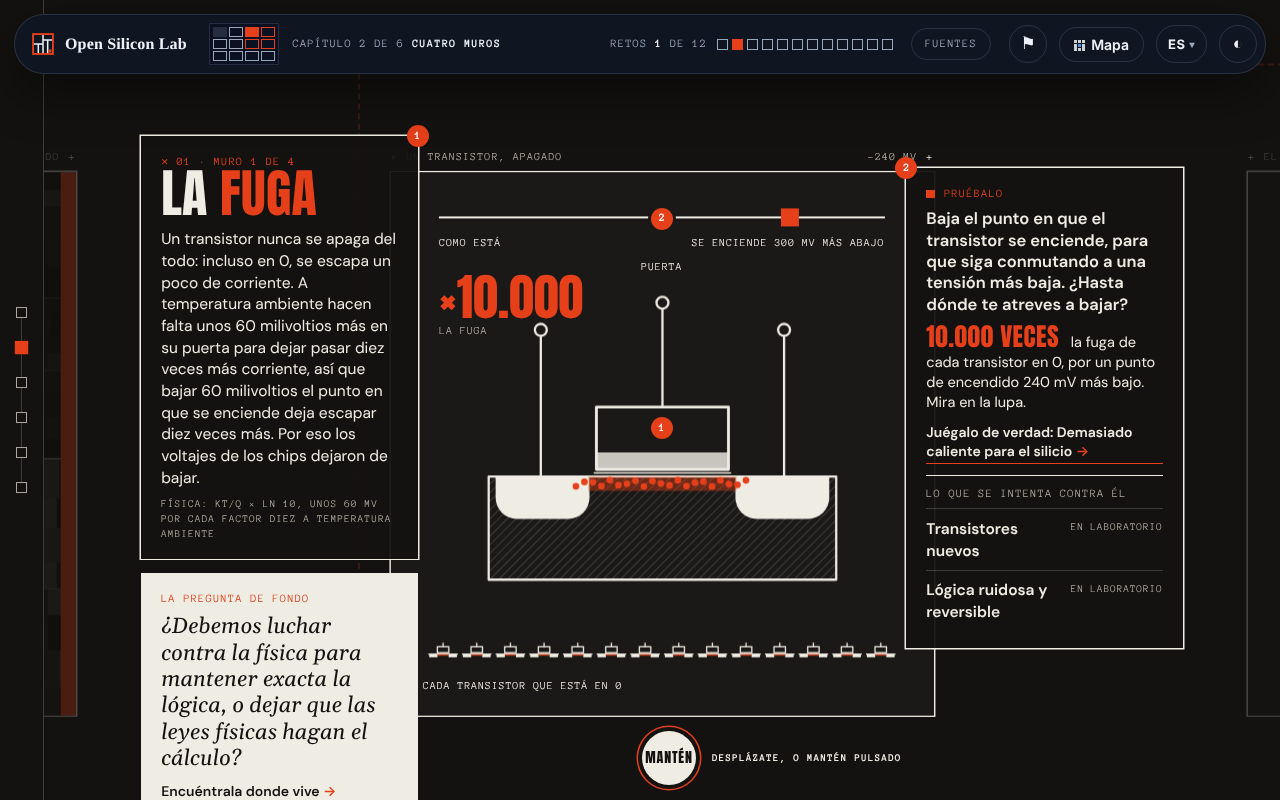 Open Silicon Lab
CAPÍTULO 2 DE 6 CUATRO MUROS
RETOS 1 DE 12
FUENTES
Mapa
ES
1
× 01 · MURO 1 DE 4
LA FUGA
Un transistor nunca se apaga del
todo: incluso en 0, se escapa un
poco de corriente. A
temperatura ambiente hacen
falta unos 60 milivoltios más en
su puerta para dejar pasar diez
veces más corriente, así que
bajar 60 milivoltios el punto en
que se enciende deja escapar
diez veces más. Por eso los
voltajes de los chips dejaron de
bajar.
FÍSICA: KT/Q × LN 10, UNOS 60 MV
POR CADA FACTOR DIEZ A TEMPERATURA
AMBIENTE
LA PREGUNTA DE FONDO
¿Debemos luchar
contra la física para
mantener exacta la
lógica, o dejar que las
leyes físicas hagan el
cálculo?
Encuéntrala donde vive →
DO +
TRANSISTOR, APAGADO
−240 MV +
2
COMO ESTÁ
SE ENCIENDE 300 MV MÁS ABAJO
PUERTA
×10.000
LA FUGA
1
CADA TRANSISTOR QUE ESTÁ EN 0
MANTÉN
DESPLÁZATE, O MANTÉN PULSADO
2
PRUÉBALO
Baja el punto en que el
transistor se enciende, para
que siga conmutando a una
tensión más baja. ¿Hasta
dónde te atreves a bajar?
10.000 VECES la fuga de
cada transistor en 0, por un punto
de encendido 240 mV más bajo.
Mira en la lupa.
Juégalo de verdad: Demasiado
caliente para el silicio →
LO QUE SE INTENTA CONTRA ÉL
Transistores
nuevos
EN LABORATORIO
Lógica ruidosa y
reversible
EN LABORATORIO
+ EL